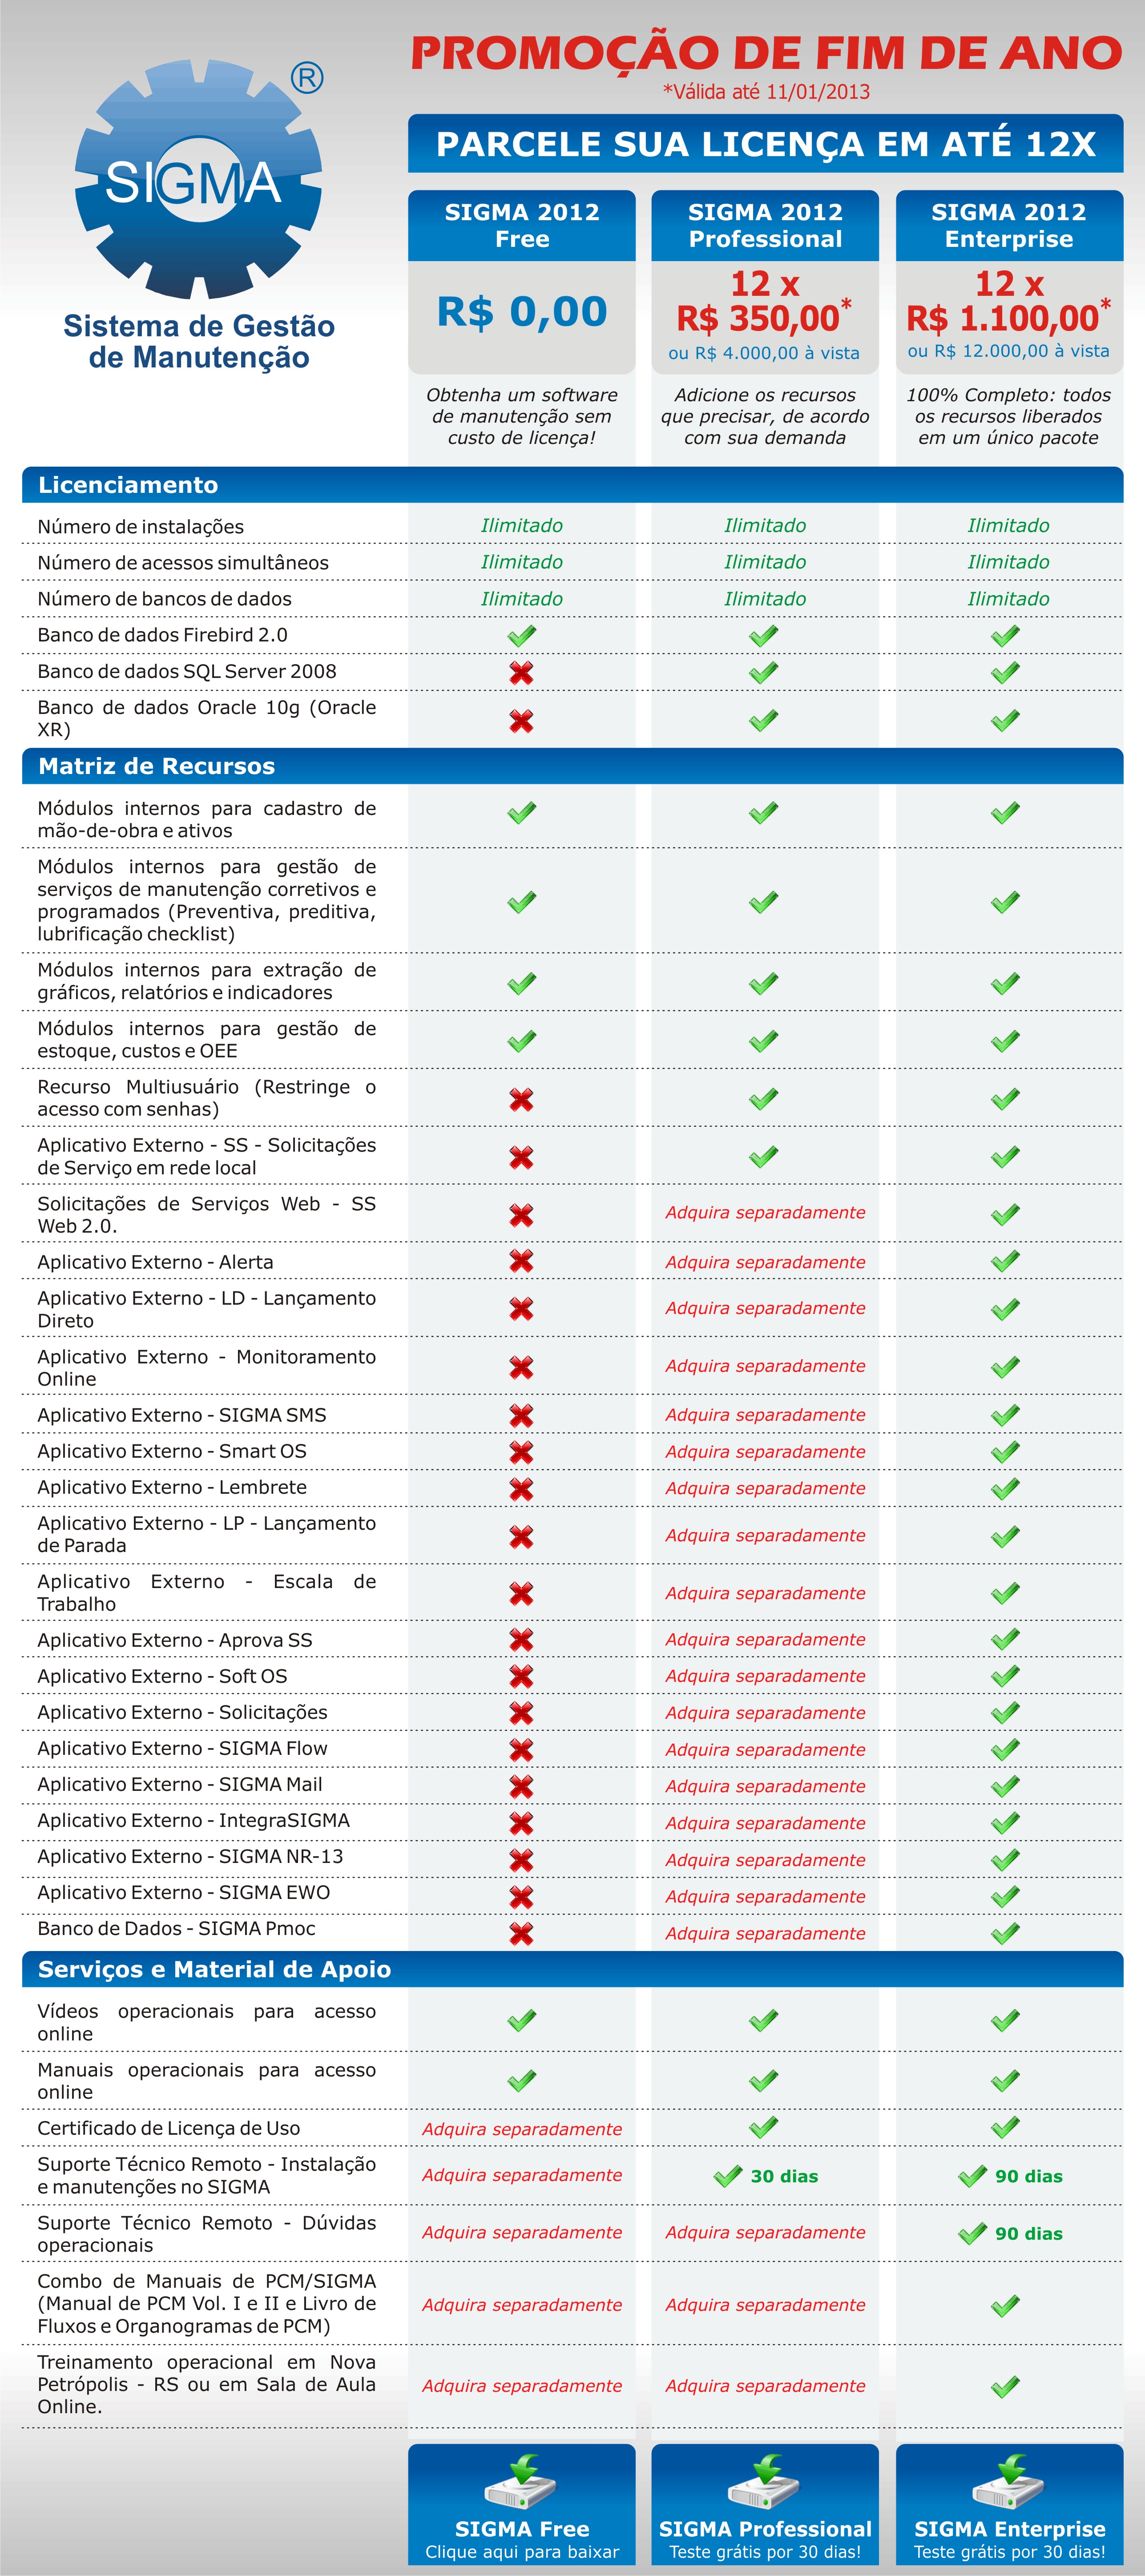 PROMOÇÃO DE FIM DE ANO
*Válida até 11/01/2013
SIGMA ®
Sistema de Gestão
de Manutenção
PARCELE SUA LICENÇA EM ATÉ 12X
SIGMA 2012
Free
R$ 0,00
Obtenha um software
de manutenção sem
custo de licença!
SIGMA 2012
Professional
12 x
R$ 350,00*
ou R$ 4.000,00 à vista
Adicione os recursos
que precisar, de acordo
com sua demanda
SIGMA 2012
Enterprise
12 x
R$ 1.100,00*
ou R$ 12.000,00 à vista
100% Completo: todos
os recursos liberados
em um único pacote
Licenciamento
Número de instalações Ilimitado Ilimitado Ilimitado
Número de acessos simultâneos Ilimitado Ilimitado Ilimitado
Número de bancos de dados Ilimitado Ilimitado Ilimitado
Banco de dados Firebird 2.0
Banco de dados SQL Server 2008
Banco de dados Oracle 10g (Oracle
XR)
Matriz de Recursos
Módulos internos para cadastro de
mão-de-obra e ativos
Módulos internos para gestão de
serviços de manutenção corretivos e
programados (Preventiva, preditiva,
lubrificação checklist)
Módulos internos para extração de
gráficos, relatórios e indicadores
Módulos internos para gestão de
estoque, custos e OEE
Recurso Multiusuário (Restringe o
acesso com senhas)
Aplicativo Externo - SS - Solicitações
de Serviço em rede local
Solicitações de Serviços Web - SS
Web 2.0.
Adquira separadamente
Aplicativo Externo - Alerta Adquira separadamente
Aplicativo Externo - LD - Lançamento
Direto
Adquira separadamente
Aplicativo Externo - Monitoramento
Online
Adquira separadamente
Aplicativo Externo - SIGMA SMS Adquira separadamente
Aplicativo Externo - Smart OS Adquira separadamente
Aplicativo Externo - Lembrete Adquira separadamente
Aplicativo Externo - LP - Lançamento
de Parada
Adquira separadamente
Aplicativo Externo - Escala de
Trabalho
Adquira separadamente
Aplicativo Externo - Aprova SS Adquira separadamente
Aplicativo Externo - Soft OS Adquira separadamente
Aplicativo Externo - Solicitações Adquira separadamente
Aplicativo Externo - SIGMA Flow Adquira separadamente
Aplicativo Externo - SIGMA Mail Adquira separadamente
Aplicativo Externo - IntegraSIGMA Adquira separadamente
Aplicativo Externo - SIGMA NR-13 Adquira separadamente
Aplicativo Externo - SIGMA EWO Adquira separadamente
Banco de Dados - SIGMA Pmoc Adquira separadamente
Serviços e Material de Apoio
Vídeos operacionais para acesso
online
Manuais operacionais para acesso
online
Certificado de Licença de Uso Adquira separadamente
Suporte Técnico Remoto - Instalação
e manutenções no SIGMA
Adquira separadamente 30 dias 90 dias
Suporte Técnico Remoto - Dúvidas
operacionais
Adquira separadamente Adquira separadamente 90 dias
Combo de Manuais de PCM/SIGMA
(Manual de PCM Vol. I e II e Livro de
Fluxos e Organogramas de PCM)
Adquira separadamente Adquira separadamente
Treinamento operacional em Nova
Petrópolis - RS ou em Sala de Aula
Online.
Adquira separadamente Adquira separadamente
SIGMA Free
Clique aqui para baixar
SIGMA Professional
Teste grátis por 30 dias!
SIGMA Enterprise
Teste grátis por 30 dias!